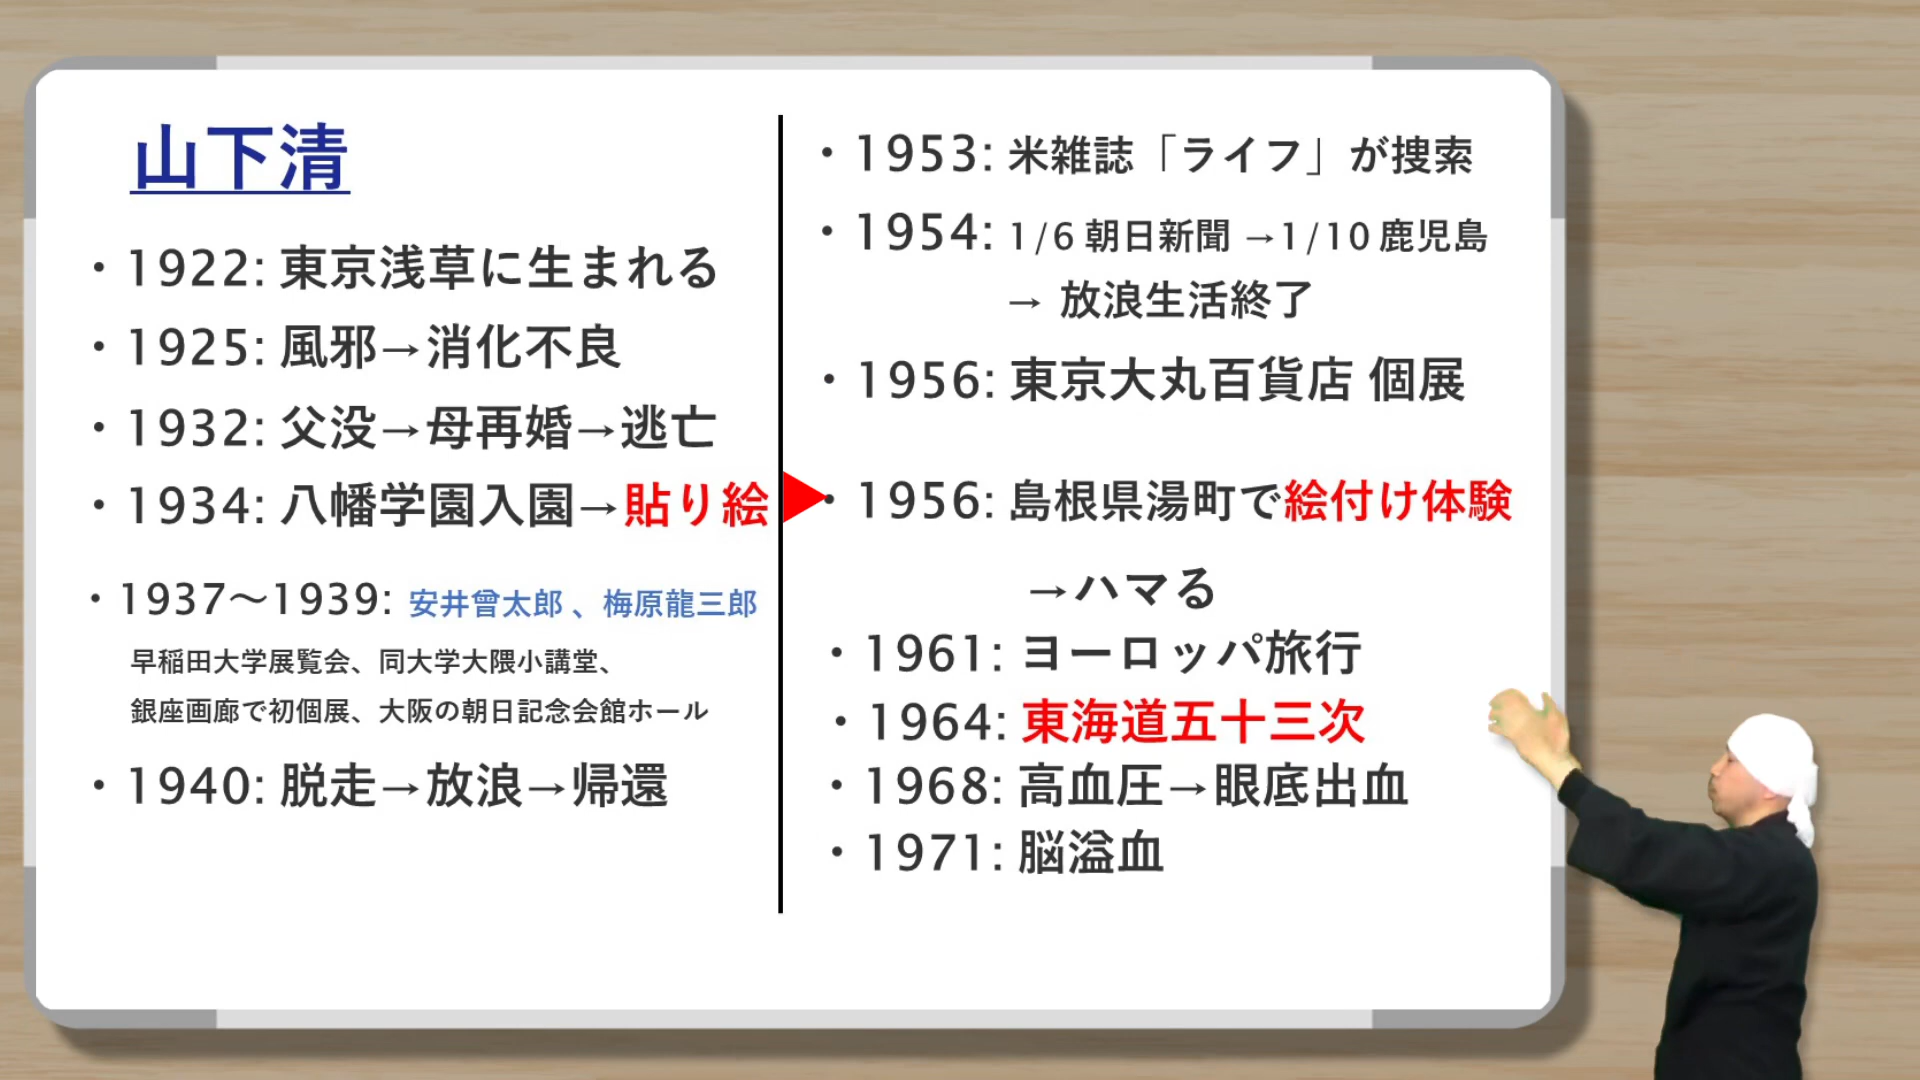 山下清
・1922: 東京浅草に生まれる
・1925: 風邪→消化不良
・1932: 父没→母再婚→逃亡
・1934: 八幡学園入園→貼り絵
・1937〜1939: 安井曾太郎 、梅原龍三郎
早稲田大学展覧会、同大学大隈小講堂、
銀座画廊で初個展、大阪の朝日記念会館ホール
・1940: 脱走→放浪→帰還
・1953: 米雑誌「ライフ」が捜索
・1954: 1/6 朝日新聞 →1/10 鹿児島
→ 放浪生活終了
・1956: 東京大丸百貨店 個展
・1956: 島根県湯町で絵付け体験
→ハマる
・1961: ヨーロッパ旅行
・1964: 東海道五十三次
・1968: 高血圧→眼底出血
・1971: 脳溢血